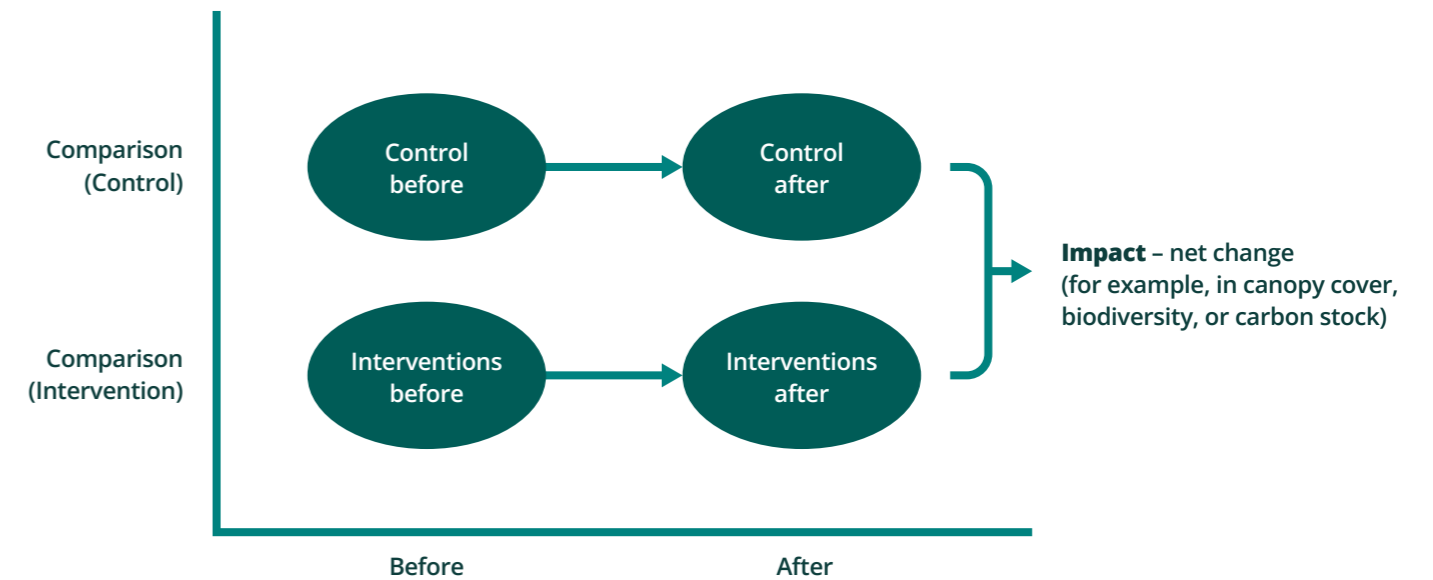 Comparison
(Control)
Control
before
Control
after
Impact – net change
(for example, in canopy cover,
biodiversity, or carbon stock)
Comparison
(Intervention)
Interventions
before
Interventions
after
Before
After